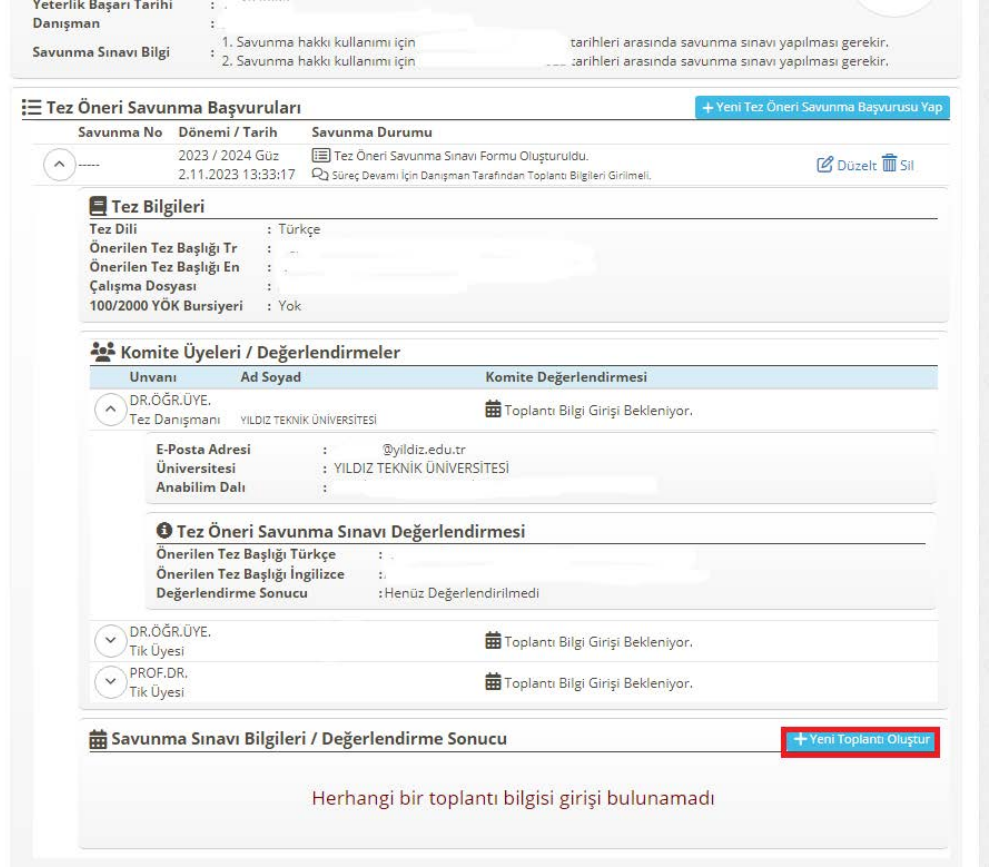 Yeterlik Başarı Tarihi :
Danışman :
Savunma Sınavı Bilgi : 1. Savunma hakkı kullanımı için tarihleri arasında savunma sınavı yapılması gerekir.
2. Savunma hakkı kullanımı için tarihleri arasında savunma sınavı yapılması gerekir.
Tez Öneri Savunma Başvuruları + Yeni Tez Öneri Savunma Başvurusu Yap
Savunma No Dönemi / Tarih Savunma Durumu
----- 2023 / 2024 Güz Tez Öneri Savunma Sınavı Formu Oluşturuldu. Düzelt Sil
2.11.2023 13:33:17 Süreç Devamı İçin Danışman Tarafından Toplantı Bilgileri Girilmeli.
Tez Bilgileri
Tez Dili : Türkçe
Önerilen Tez Başlığı Tr :
Önerilen Tez Başlığı En :
Çalışma Dosyası :
100/2000 YÖK Bursiyeri : Yok
Komite Üyeleri / Değerlendirmeler
Unvanı Ad Soyad Komite Değerlendirmesi
DR.ÖĞR.ÜYE. Toplantı Bilgi Girişi Bekleniyor.
Tez Danışmanı YILDIZ TEKNİK ÜNİVERSİTESİ
E-Posta Adresi : @yildiz.edu.tr
Üniversitesi : YILDIZ TEKNİK ÜNİVERSİTESİ
Anabilim Dalı :
Tez Öneri Savunma Sınavı Değerlendirmesi
Önerilen Tez Başlığı Türkçe :
Önerilen Tez Başlığı İngilizce :
Değerlendirme Sonucu : Henüz Değerlendirilmedi
DR.ÖĞR.ÜYE. Toplantı Bilgi Girişi Bekleniyor.
Tik Üyesi
PROF.DR. Toplantı Bilgi Girişi Bekleniyor.
Tik Üyesi
Savunma Sınavı Bilgileri / Değerlendirme Sonucu + Yeni Toplantı Oluştur
Herhangi bir toplantı bilgisi girişi bulunamadı